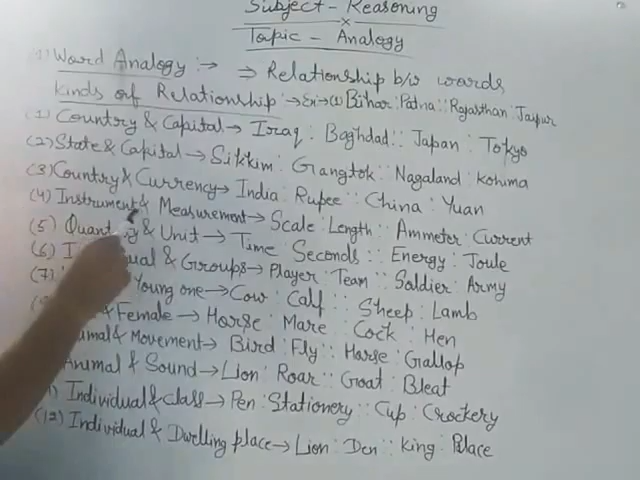 Subject - Reasoning
×
Topic - Analogy
1) Word Analogy :→ ⇒ Relationship b/w words
Kinds of Relationship :→ Ex→(1) Bihar : Patna :: Rajasthan : Jaipur
(1) Country & Capital → Iraq : Baghdad :: Japan : Tokyo
(2) State & Capital → Sikkim : Gangtok :: Nagaland : Kohima
(3) Country & Currency → India : Rupee :: China : Yuan
(4) Instrument & Measurement → Scale : Length :: Ammeter : Current
(5) & Unit → Time : Seconds :: Energy : Joule
(6) & Groups → Player : Team :: Soldier : Army
(7) Young one → Cow : Calf :: Sheep : Lamb
& Female → Horse : Mare :: Cock : Hen
& Movement → Bird : Fly :: Horse : Gallop
Animal & Sound → Lion : Roar :: Goat : Bleat
) Individual & Class → Pen : Stationery :: Cup : Crockery
(12) Individual & Dwelling place → Lion : Den :: King : Palace